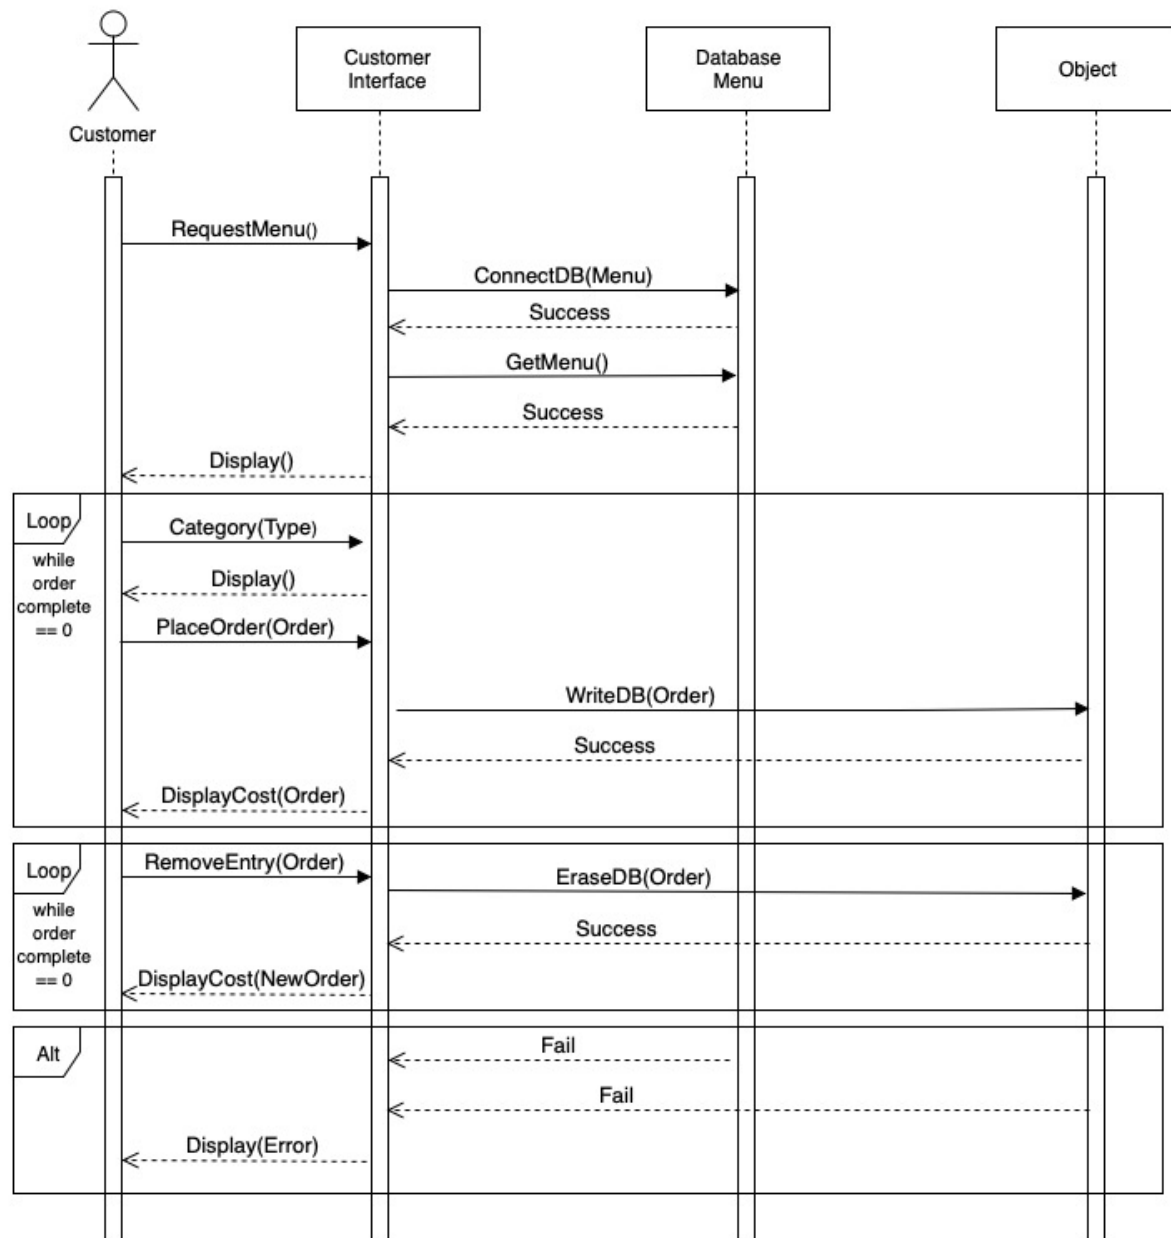 Customer
Customer
Interface
Database
Menu
Object
RequestMenu()
ConnectDB(Menu)
Success
GetMenu()
Success
Display()
Loop
while
order
complete
== 0
Category(Type)
Display()
PlaceOrder(Order)
WriteDB(Order)
Success
DisplayCost(Order)
Loop
while
order
complete
== 0
RemoveEntry(Order)
EraseDB(Order)
Success
DisplayCost(NewOrder)
Alt
Fail
Fail
Display(Error)